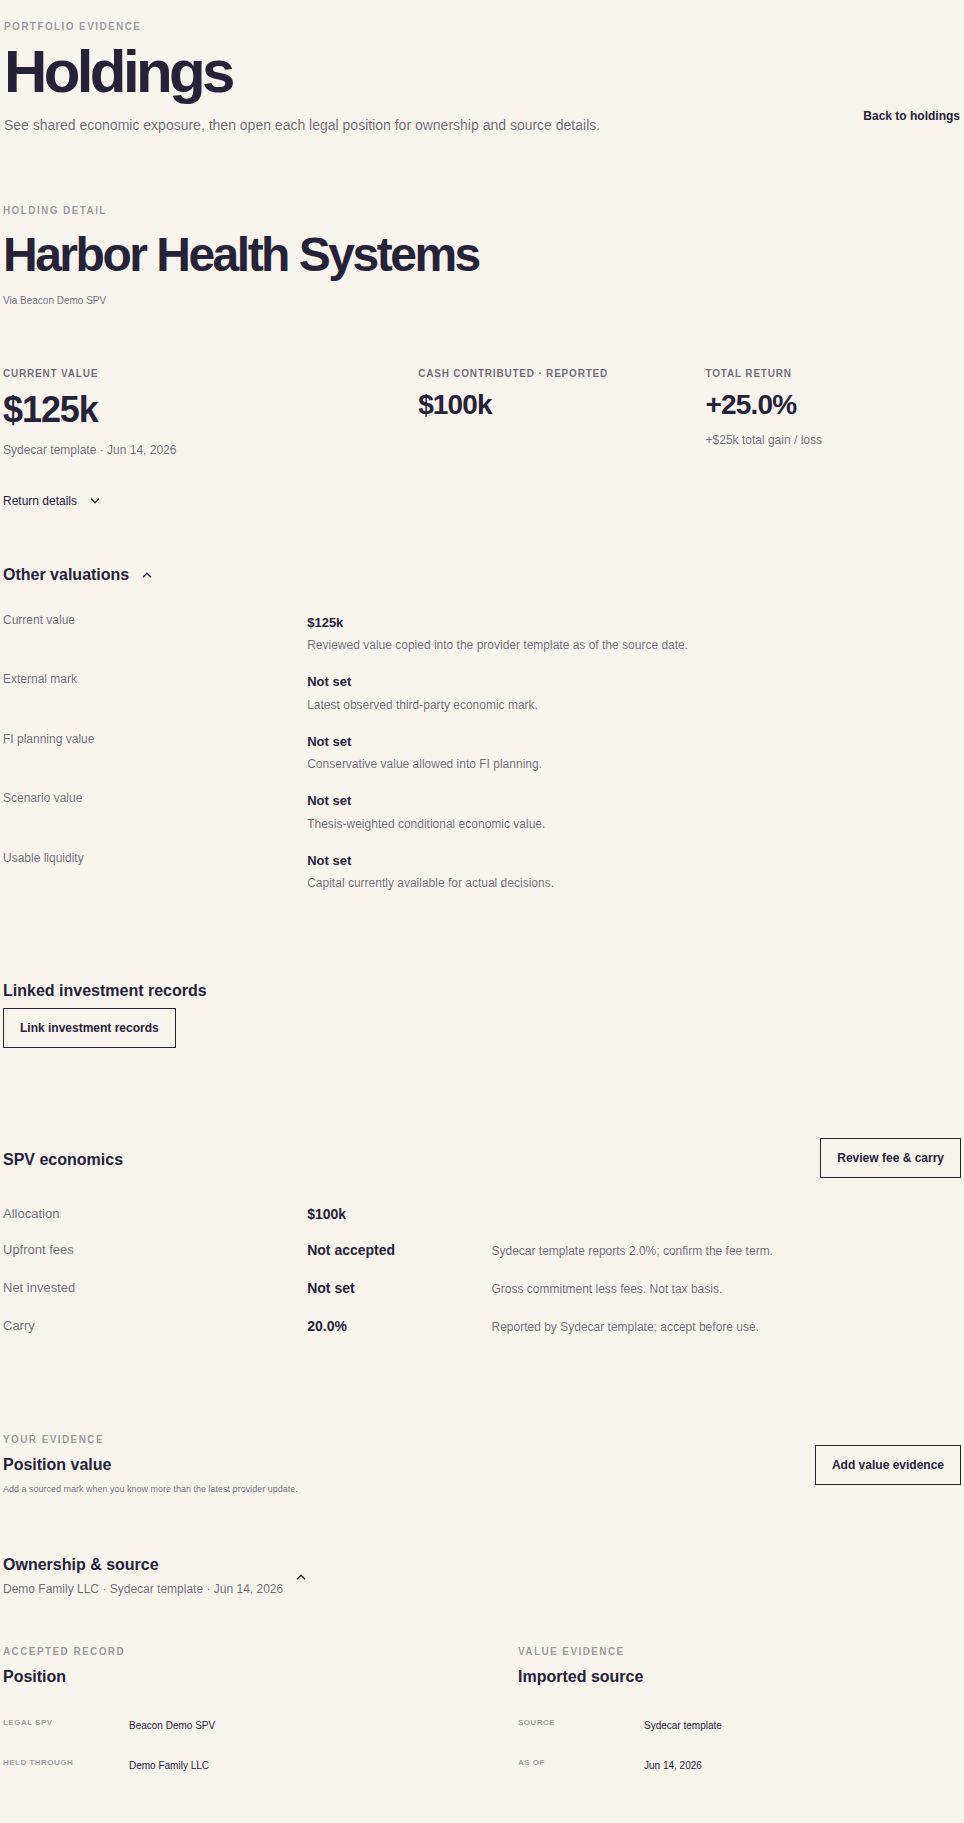 PORTFOLIO EVIDENCE
Holdings
See shared economic exposure, then open each legal position for ownership and source details.
Back to holdings
HOLDING DETAIL
Harbor Health Systems
Via Beacon Demo SPV
CURRENT VALUE
$125k
Sydecar template · Jun 14, 2026
CASH CONTRIBUTED · REPORTED
$100k
TOTAL RETURN
+25.0%
+$25k total gain / loss
Return details
Other valuations
Current value
$125k
Reviewed value copied into the provider template as of the source date.
External mark
Not set
Latest observed third-party economic mark.
FI planning value
Not set
Conservative value allowed into FI planning.
Scenario value
Not set
Thesis-weighted conditional economic value.
Usable liquidity
Not set
Capital currently available for actual decisions.
Linked investment records
Link investment records
SPV economics
Review fee & carry
Allocation
$100k
Upfront fees
Not accepted
Sydecar template reports 2.0%; confirm the fee term.
Net invested
Not set
Gross commitment less fees. Not tax basis.
Carry
20.0%
Reported by Sydecar template; accept before use.
YOUR EVIDENCE
Position value
Add a sourced mark when you know more than the latest provider update.
Add value evidence
Ownership & source
Demo Family LLC · Sydecar template · Jun 14, 2026
ACCEPTED RECORD
Position
LEGAL SPV
Beacon Demo SPV
HELD THROUGH
Demo Family LLC
VALUE EVIDENCE
Imported source
SOURCE
Sydecar template
AS OF
Jun 14, 2026